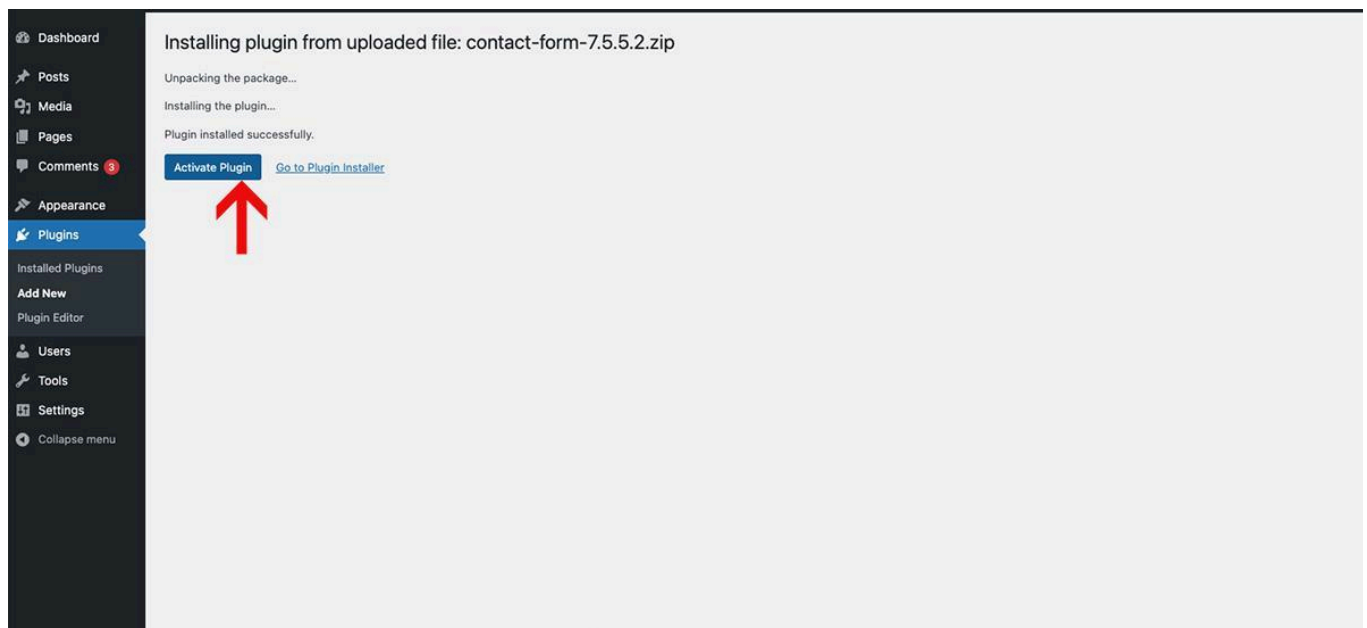 Dashboard
Posts
Media
Pages
Comments 3
Appearance
Plugins
Installed Plugins
Add New
Plugin Editor
Users
Tools
Settings
Collapse menu
Installing plugin from uploaded file: contact-form-7.5.5.2.zip
Unpacking the package...
Installing the plugin...
Plugin installed successfully.
Activate Plugin Go to Plugin Installer